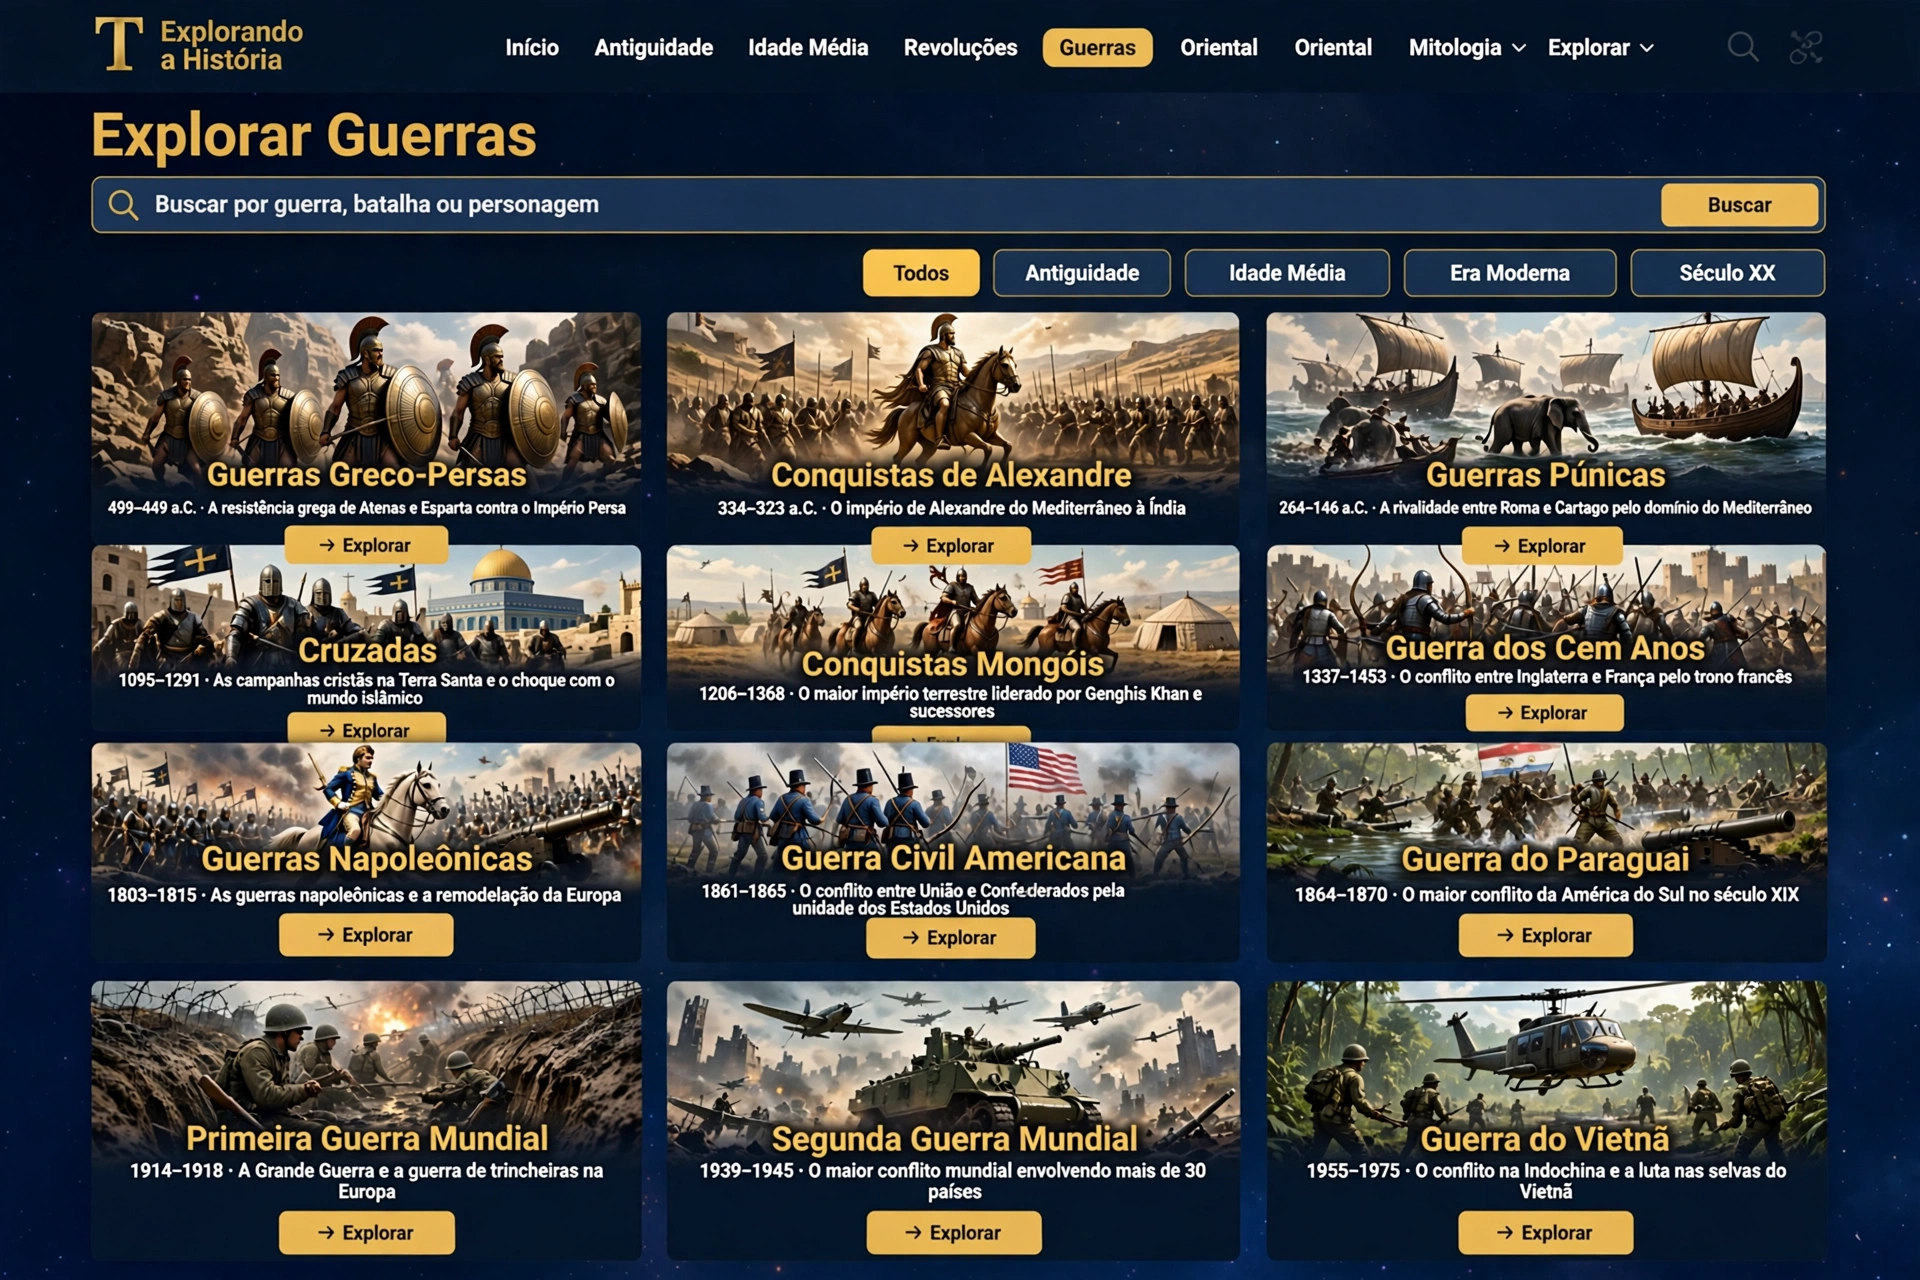 T Explorando
a História
Início Antiguidade Idade Média Revoluções Guerras Oriental Oriental Mitologia Explorar
Explorar Guerras
Buscar por guerra, batalha ou personagem
Buscar
Todos Antiguidade Idade Média Era Moderna Século XX
Guerras Greco-Persas
499–449 a.C. · A resistência grega de Atenas e Esparta contra o Império Persa
→ Explorar
Conquistas de Alexandre
334–323 a.C. · O império de Alexandre do Mediterrâneo à Índia
→ Explorar
Guerras Púnicas
264–146 a.C. · A rivalidade entre Roma e Cartago pelo domínio do Mediterrâneo
→ Explorar
Cruzadas
1095–1291 · As campanhas cristãs na Terra Santa e o choque com o
mundo islâmico
→ Explorar
Conquistas Mongóis
1206–1368 · O maior império terrestre liderado por Genghis Khan e
sucessores
Guerra dos Cem Anos
1337–1453 · O conflito entre Inglaterra e França pelo trono francês
→ Explorar
Guerras Napoleônicas
1803–1815 · As guerras napoleônicas e a remodelação da Europa
→ Explorar
Guerra Civil Americana
1861–1865 · O conflito entre União e Confederados pela
unidade dos Estados Unidos
→ Explorar
Guerra do Paraguai
1864–1870 · O maior conflito da América do Sul no século XIX
→ Explorar
Primeira Guerra Mundial
1914–1918 · A Grande Guerra e a guerra de trincheiras na
Europa
→ Explorar
Segunda Guerra Mundial
1939–1945 · O maior conflito mundial envolvendo mais de 30
países
→ Explorar
Guerra do Vietnã
1955–1975 · O conflito na Indochina e a luta nas selvas do
Vietnã
→ Explorar